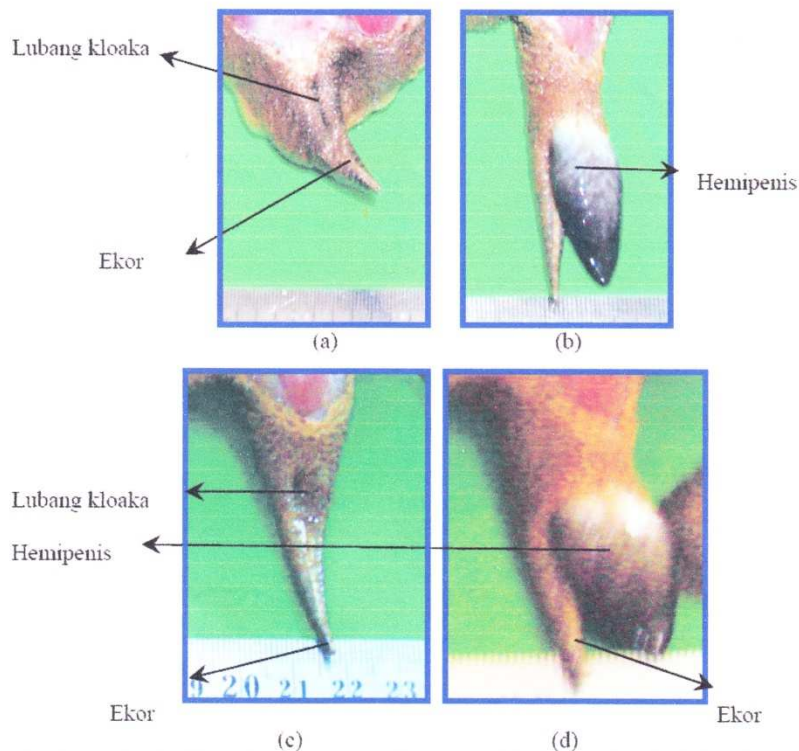 Lubang kloaka
Ekor
Hemipenis
(a)
(b)
Lubang kloaka
Hemipenis
9 20 21 22 23
Ekor
Ekor
(c)
(d)